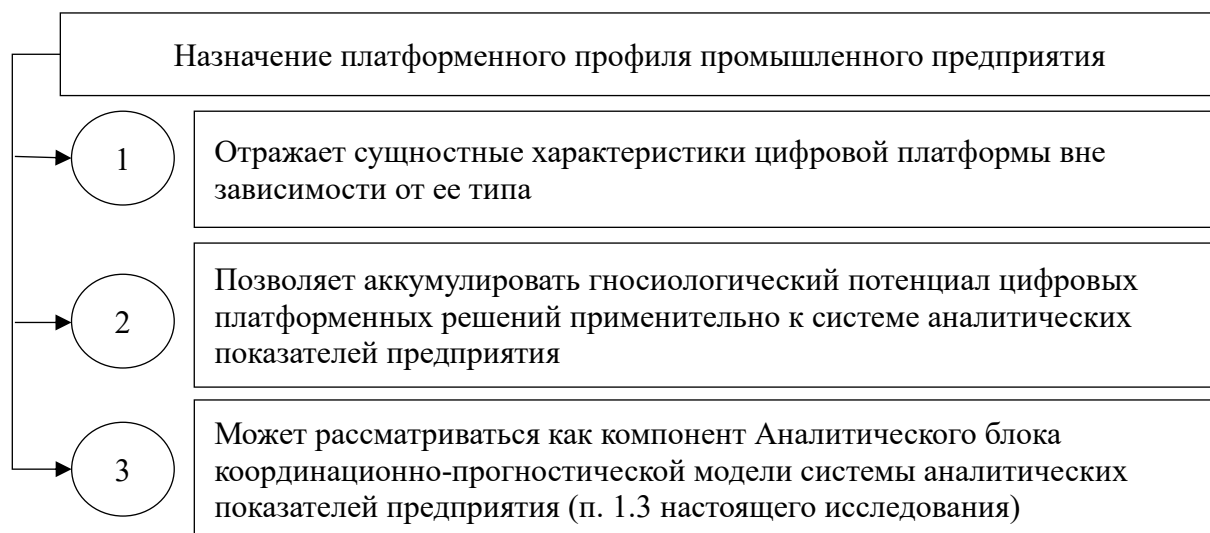 Назначение платформенного профиля промышленного предприятия
1
Отражает сущностные характеристики цифровой платформы вне
зависимости от ее типа
2
Позволяет аккумулировать гносиологический потенциал цифровых
платформенных решений применительно к системе аналитических
показателей предприятия
3
Может рассматриваться как компонент Аналитического блока
координационно-прогностической модели системы аналитических
показателей предприятия (п. 1.3 настоящего исследования)